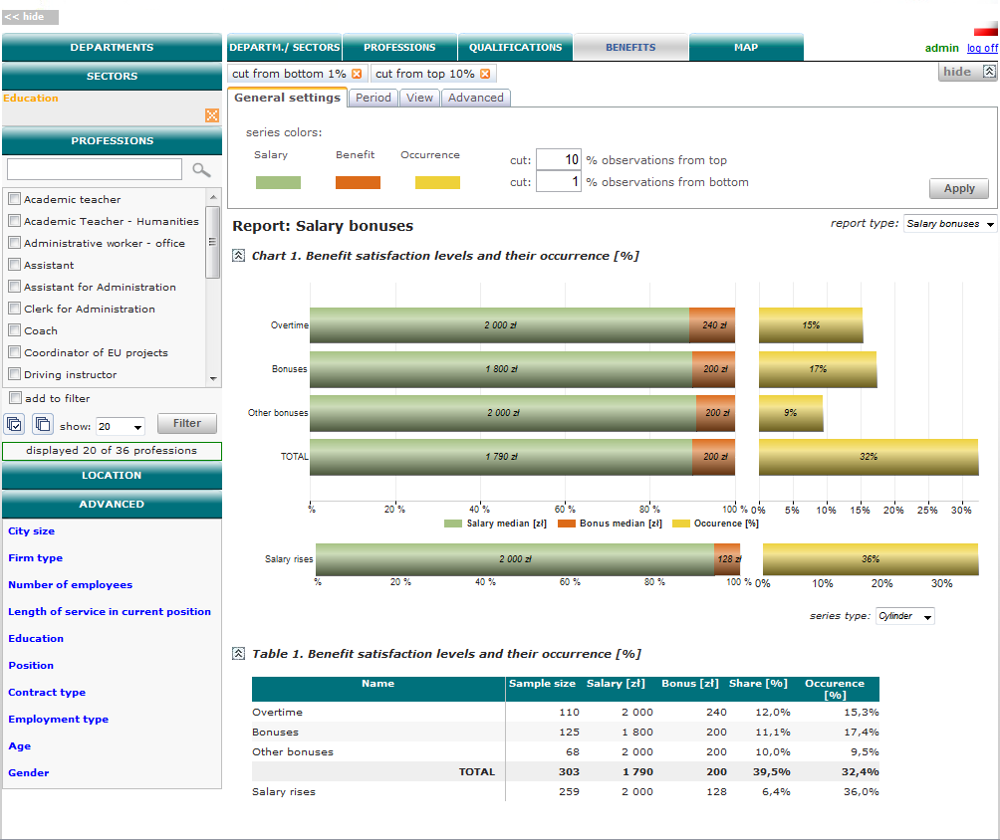 << hide
DEPARTMENTS
SECTORS
Education
PROFESSIONS
Academic teacher
Academic Teacher - Humanities
Administrative worker - office
Assistant
Assistant for Administration
Clerk for Administration
Coach
Coordinator of EU projects
Driving instructor
add to filter
show: 20 Filter
displayed 20 of 36 professions
LOCATION
ADVANCED
City size
Firm type
Number of employees
Length of service in current position
Education
Position
Contract type
Employment type
Age
Gender
DEPARTM./ SECTORS PROFESSIONS QUALIFICATIONS BENEFITS MAP
admin log off
cut from bottom 1% cut from top 10% hide
General settings Period View Advanced
series colors:
Salary Benefit Occurrence
cut: 10 % observations from top
cut: 1 % observations from bottom
Apply
Report: Salary bonuses
report type: Salary bonuses
Chart 1. Benefit satisfaction levels and their occurrence [%]
Overtime 2 000 zł 240 zł 15%
Bonuses 1 800 zł 200 zł 17%
Other bonuses 2 000 zł 200 zł 9%
TOTAL 1 790 zł 200 zł 32%
% 20 % 40 % 60 % 80 % 100 % 0% 5% 10% 15% 20% 25% 30%
Salary median [zł] Bonus median [zł] Occurence [%]
Salary rises 2 000 zł 128 zł 36%
% 20 % 40 % 60 % 80 % 100 % 0% 10% 20% 30%
series type: Cylinder
Table 1. Benefit satisfaction levels and their occurrence [%]
Name Sample size Salary [zł] Bonus [zł] Share [%] Occurence [%]
Overtime 110 2 000 240 12,0% 15,3%
Bonuses 125 1 800 200 11,1% 17,4%
Other bonuses 68 2 000 200 10,0% 9,5%
TOTAL 303 1 790 200 39,5% 32,4%
Salary rises 259 2 000 128 6,4% 36,0%